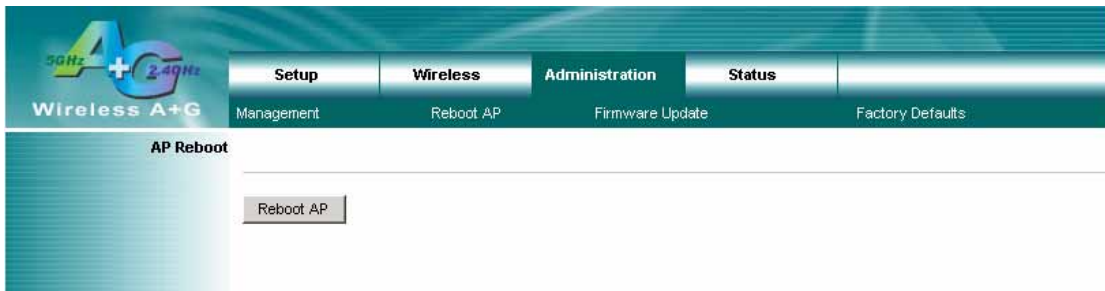 5GHz A+G 2.4GHz
Wireless A+G
Setup Wireless Administration Status
Management Reboot AP Firmware Update Factory Defaults
AP Reboot
Reboot AP